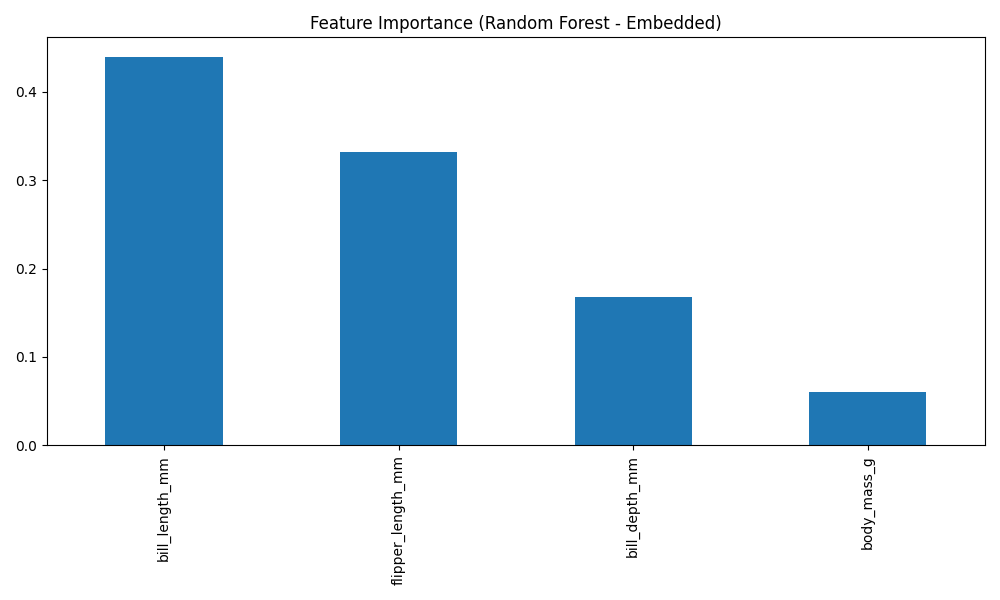 Feature Importance (Random Forest - Embedded)
0.4
0.3
0.2
0.1
0.0
bill_length_mm
flipper_length_mm
bill_depth_mm
body_mass_g